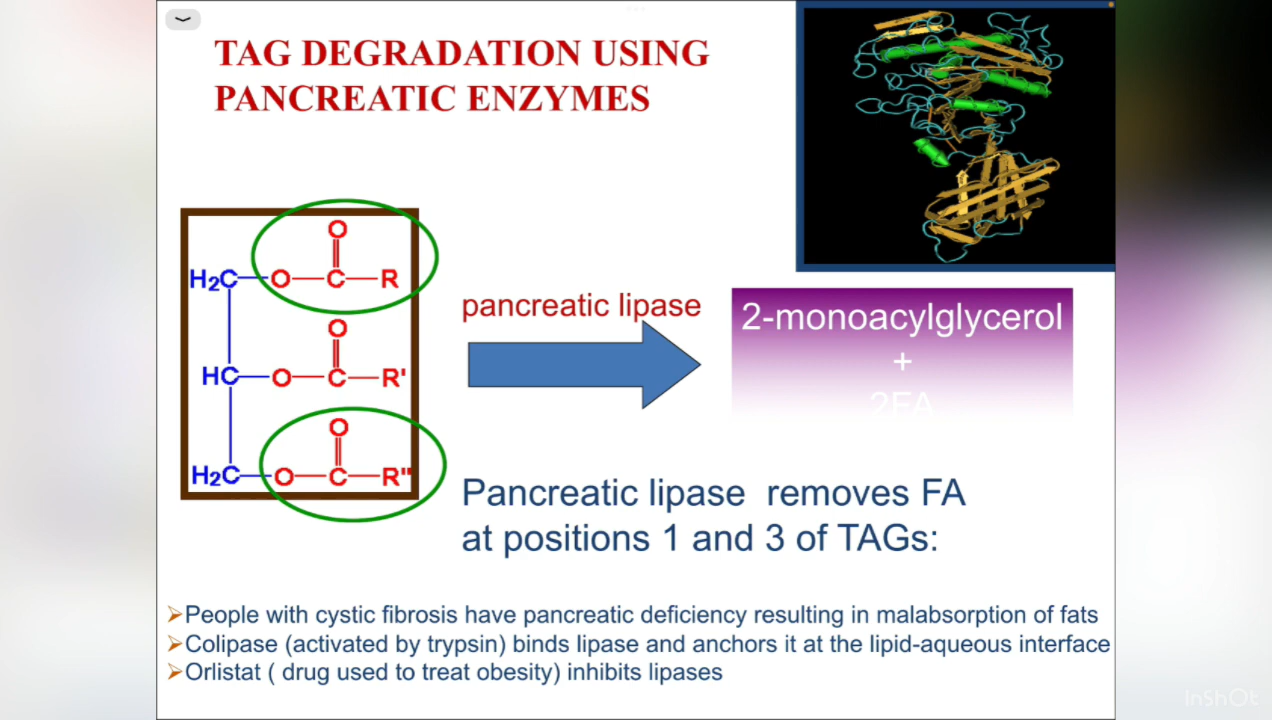 TAG DEGRADATION USING
PANCREATIC ENZYMES
O
H2C—O—C—R
O
HC—O—C—R'
O
H2C—O—C—R"
pancreatic lipase
2-monoacylglycerol
+
2FA
Pancreatic lipase removes FA
at positions 1 and 3 of TAGs:
➢People with cystic fibrosis have pancreatic deficiency resulting in malabsorption of fats
➢Colipase (activated by trypsin) binds lipase and anchors it at the lipid-aqueous interface
➢Orlistat ( drug used to treat obesity) inhibits lipases
InShOt